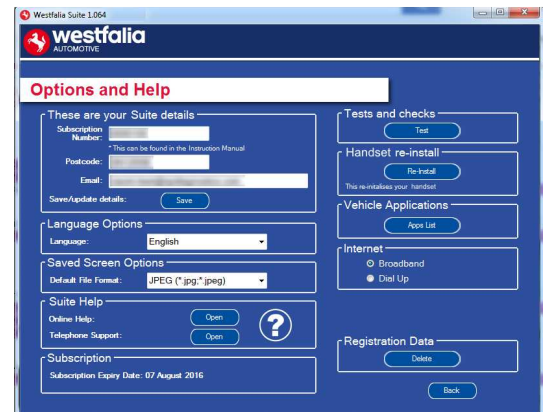 Westfalia Suite 1.064
westfalia
AUTOMOTIVE
Options and Help
These are your Suite details
Subscription
Number:
* This can be found in the Instruction Manual
Postcode:
Email:
Save/update details:
Save
Language Options
Language:
English
Saved Screen Options
Default File Format:
JPEG (*.jpg;*.jpeg)
Suite Help
Online Help:
Open
Telephone Support:
Open
?
Subscription
Subscription Expiry Date: 07 August 2016
Tests and checks
Test
Handset re-install
Re-Install
This re-initalises your handset
Vehicle Applications
Apps List
Internet
Broadband
Dial Up
Registration Data
Delete
Back